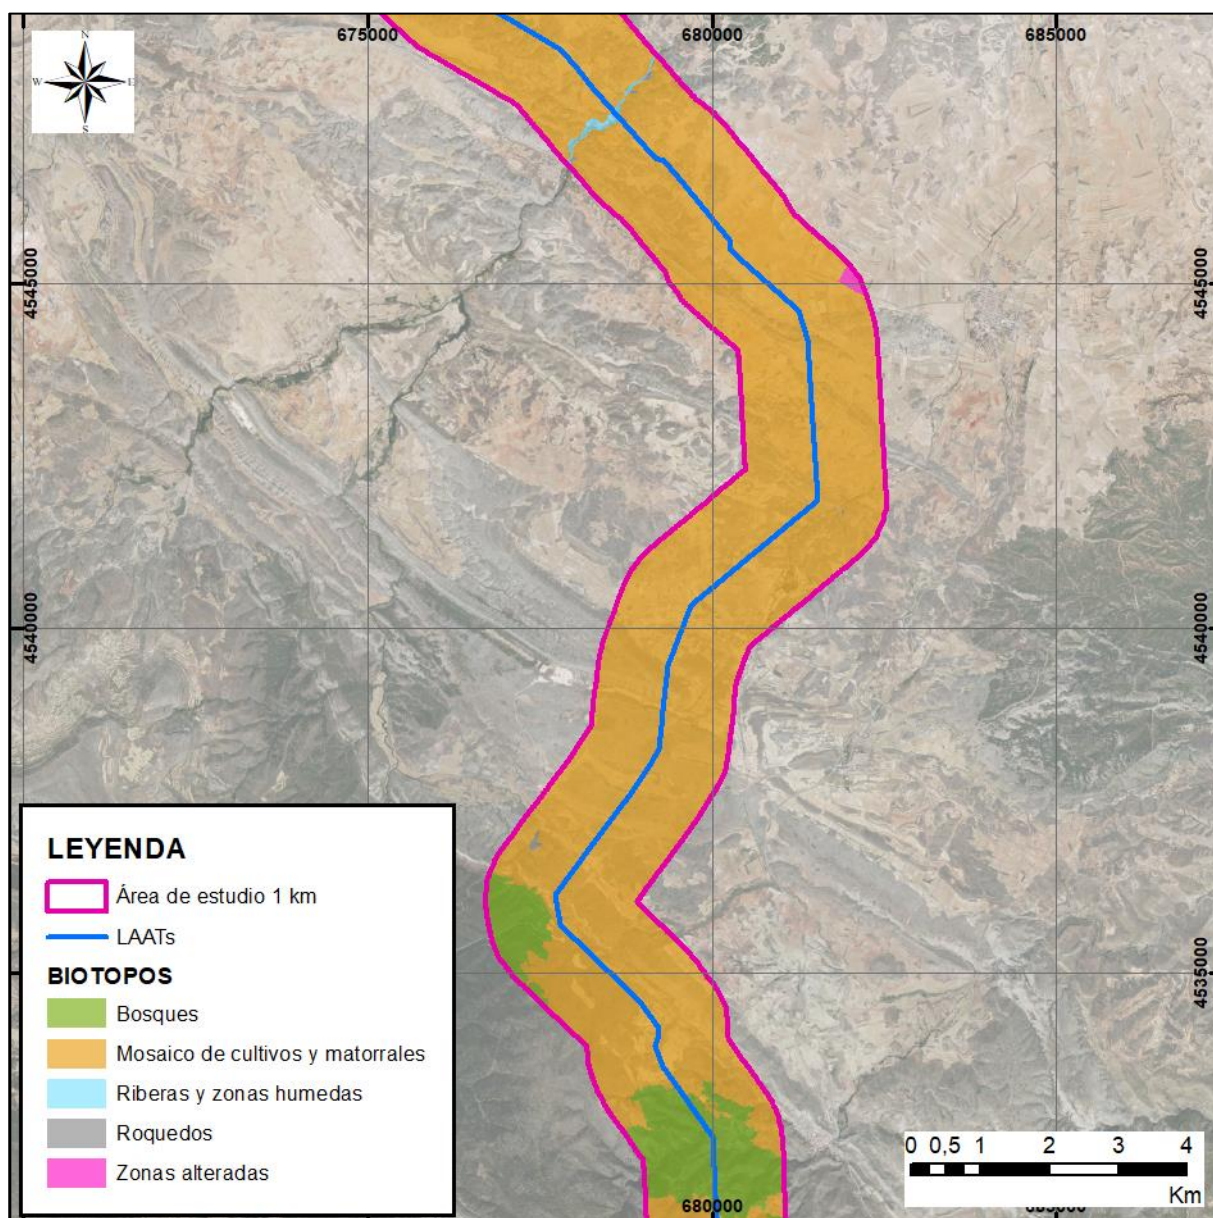 675000
680000
685000
N
W
E
S
4545000
4545000
4540000
4540000
4535000
LEYENDA
Área de estudio 1 km
LAATs
BIOTOPOS
Bosques
Mosaico de cultivos y matorrales
Riberas y zonas humedas
Roquedos
Zonas alteradas
0 0,5 1 2 3 4
Km
680000
685000